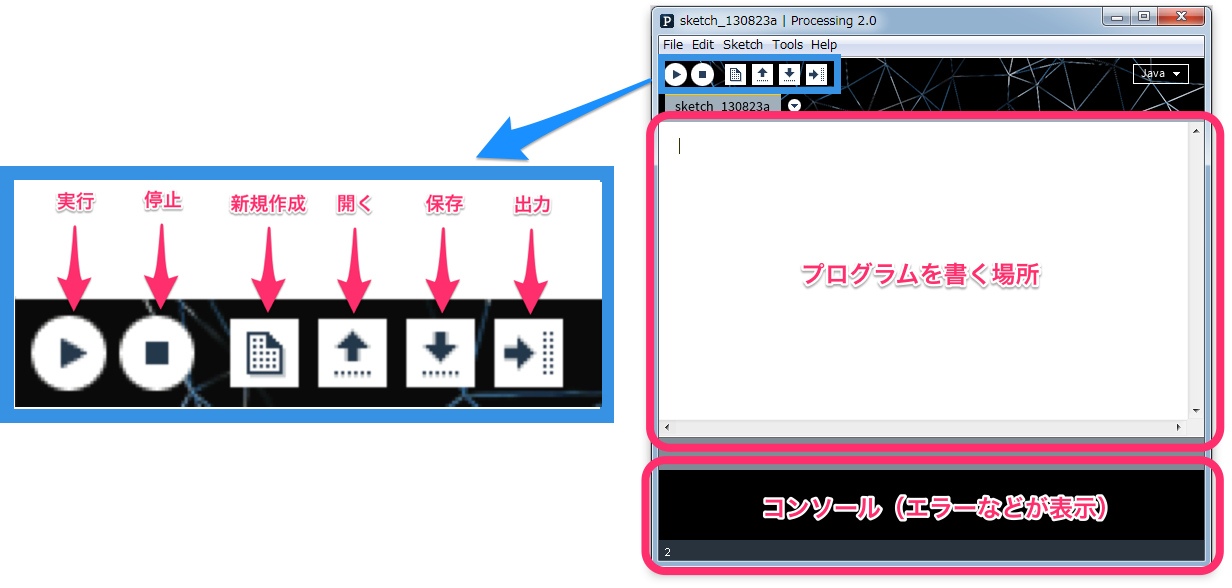 sketch_130823a | Processing 2.0
File Edit Sketch Tools Help
Java
sketch_130823a
実行 停止 新規作成 開く 保存 出力
プログラムを書く場所
コンソール（エラーなどが表示）
2